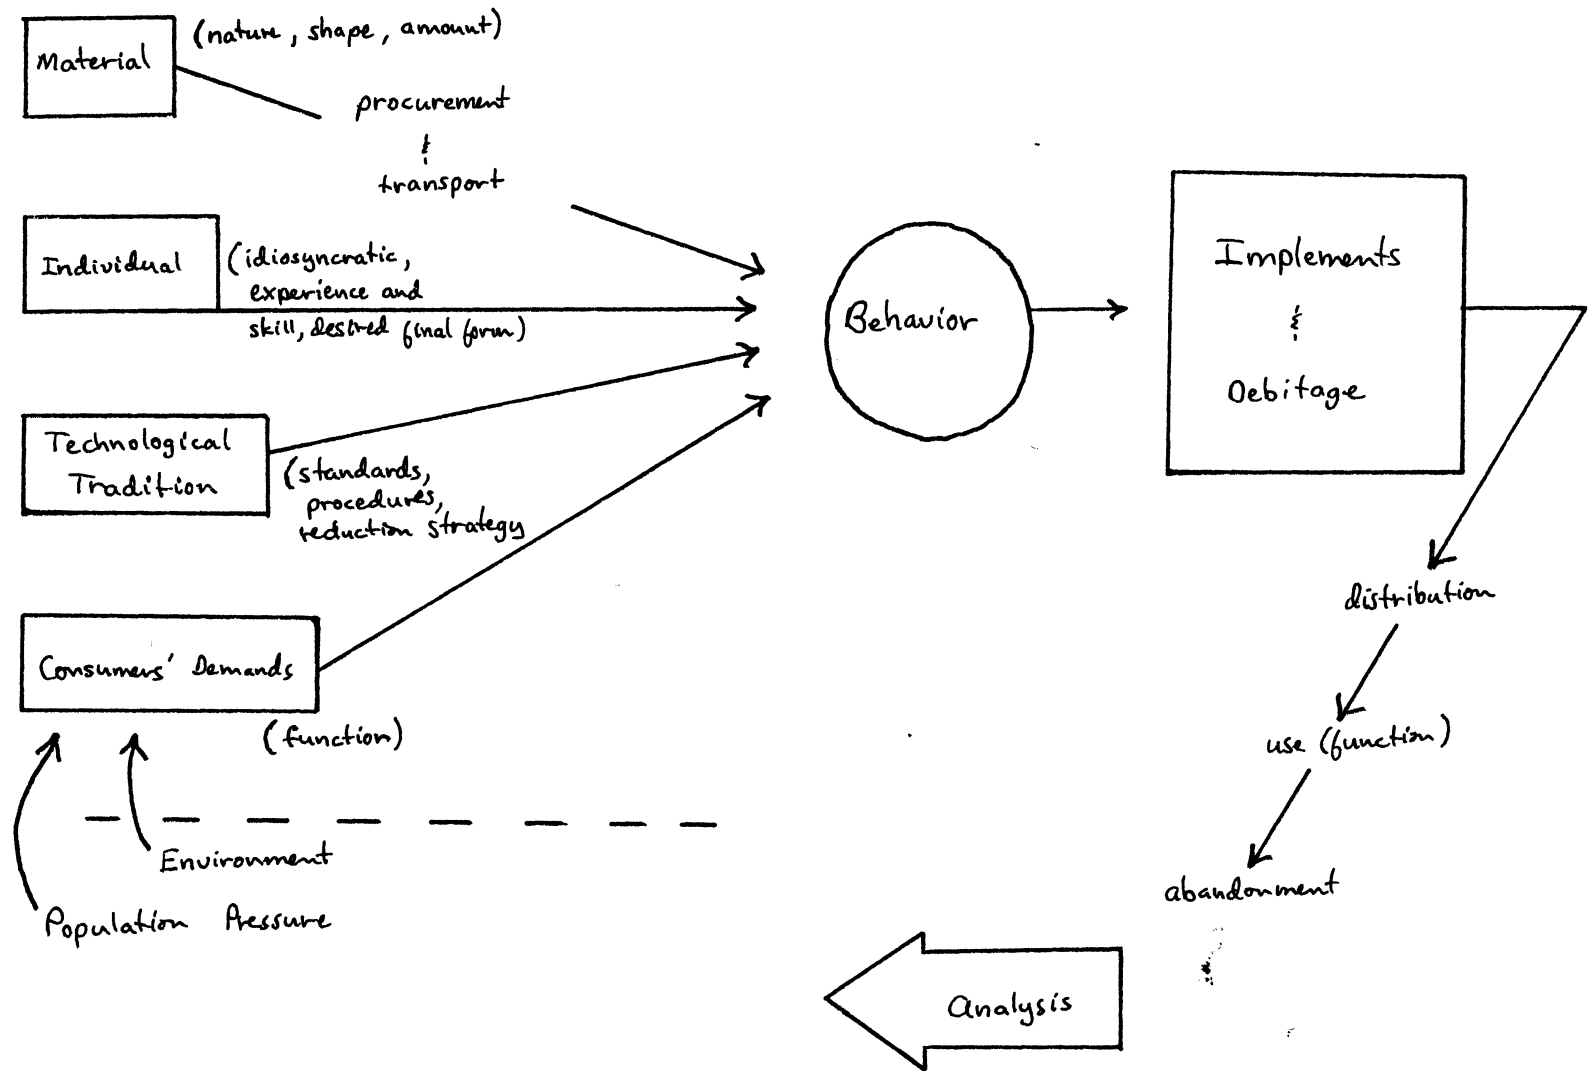 Material
(nature, shape, amount)
procurement
&
transport
Individual
(idiosyncratic,
experience and
skill, desired final form)
Technological
Tradition
(standards,
procedures,
reduction strategy
Consumers' Demands
(function)
Environment
Population Pressure
Behavior
Implements
&
Debitage
distribution
use (function)
abandonment
Analysis